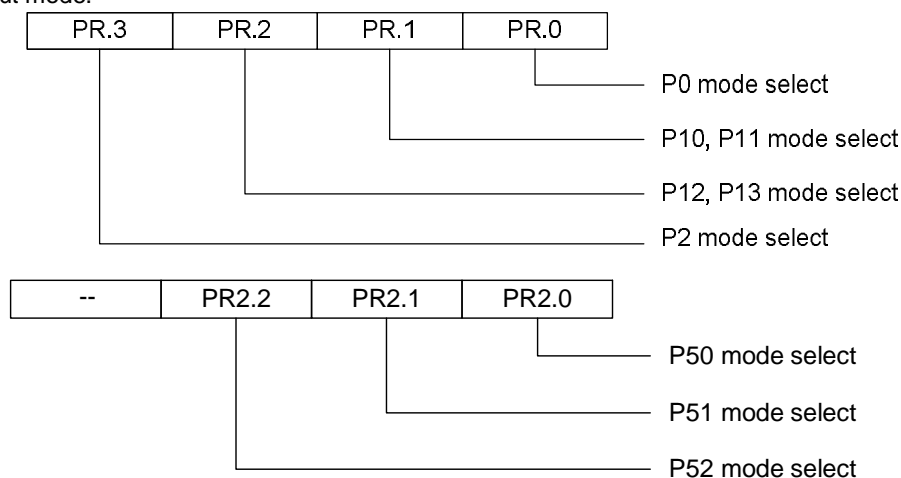 mode.
PR.3 PR.2 PR.1 PR.0
P0 mode select
P10, P11 mode select
P12, P13 mode select
P2 mode select
-- PR2.2 PR2.1 PR2.0
P50 mode select
P51 mode select
P52 mode select